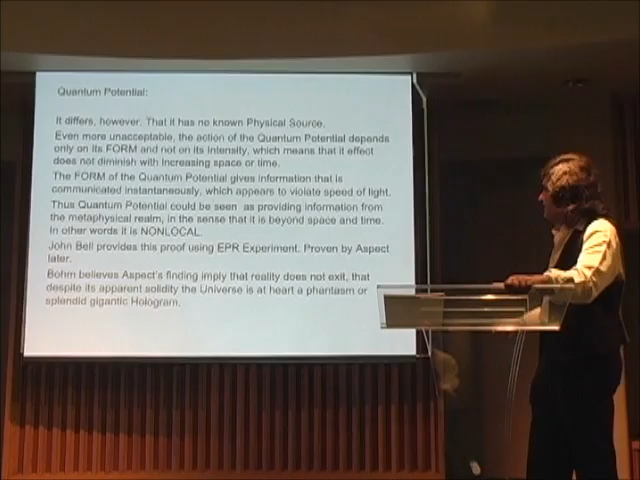 Quantum Potential:
It differs, however. That it has no known Physical Source.
Even more unacceptable, the action of the Quantum Potential depends
only on its FORM and not on its Intensity, which means that it effect
does not diminish with increasing space or time.
The FORM of the Quantum Potential gives information that is
communicated instantaneously, which appears to violate speed of light.
Thus Quantum Potential could be seen as providing information from
the metaphysical realm, in the sense that it is beyond space and time.
In other words it is NONLOCAL.
John Bell provides this proof using EPR Experiment. Proven by Aspect
later.
Bohm believes Aspect's finding imply that reality does not exit, that
despite its apparent solidity the Universe is at heart a phantasm or
splendid gigantic Hologram.